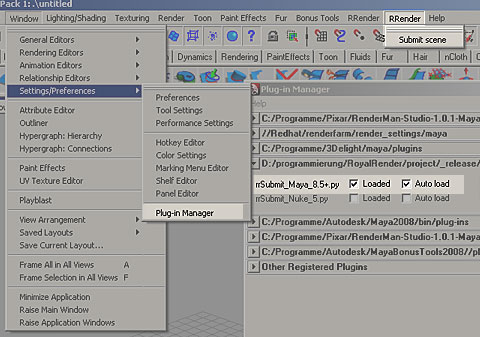 Pack 1: .\untitled
Window Lighting/Shading Texturing Render Toon Paint Effects Fur Bonus Tools RRender Help
RRender
Submit scene
General Editors
Rendering Editors
Animation Editors
Relationship Editors
Settings/Preferences
Attribute Editor
Outliner
Hypergraph: Hierarchy
Hypergraph: Connections
Paint Effects
UV Texture Editor
Playblast
View Arrangement
Saved Layouts
Save Current Layout...
Frame All in All Views A
Frame Selection in All Views F
Minimize Application
Raise Main Window
Raise Application Windows
Preferences
Tool Settings
Performance Settings
Hotkey Editor
Color Settings
Marking Menu Editor
Shelf Editor
Panel Editor
Plug-in Manager
Dynamics Rendering PaintEffects Toon Fluids Fur Hair nCloth
Plug-in Manager
Help
C:/Programme/Pixar/RenderMan-Studio-1.0.1-Maya
//Redhat/renderfarm/render_settings/maya
C:/Programme/3Delight/maya/plugins
D:/programmierung/RoyalRender/project/_release/
rrSubmit_Maya_8.5+.py Loaded Auto load
rrSubmit_Nuke_5.py Loaded Auto load
C:/Programme/Autodesk/Maya2008/bin/plug-ins
C:/Programme/Pixar/RenderMan-Studio-1.0.1-Maya
C:/Programme/Autodesk/MayaBonusTools2008//pl
Other Registered Plugins